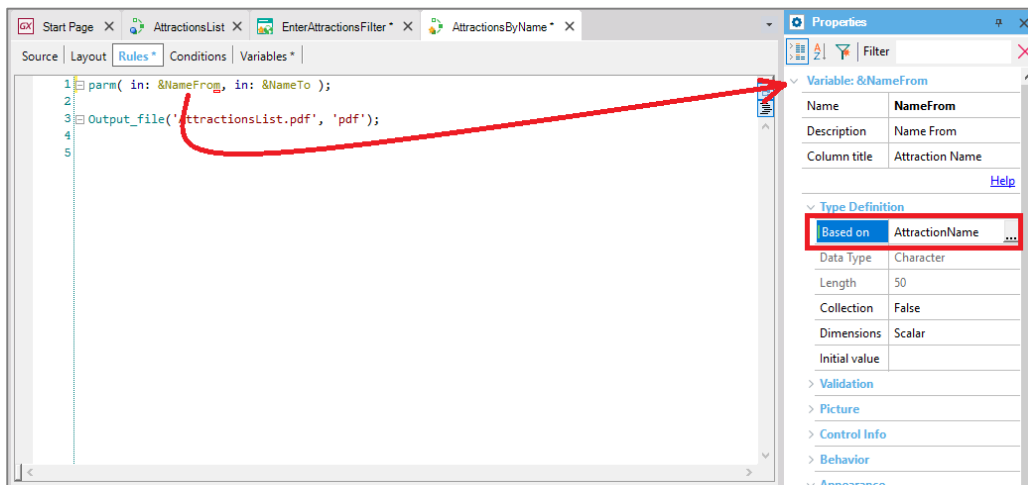 GX Start Page AttractionsList EnterAttractionsFilter * AttractionsByName *
Source Layout Rules * Conditions Variables *
1 parm( in: &NameFrom, in: &NameTo );
2
3 Output_file('AttractionsList.pdf', 'pdf');
4
5
Properties
Filter
Variable: &NameFrom
Name NameFrom
Description Name From
Column title Attraction Name
Help
Type Definition
Based on AttractionName ...
Data Type Character
Length 50
Collection False
Dimensions Scalar
Initial value
Validation
Picture
Control Info
Behavior
Appearance